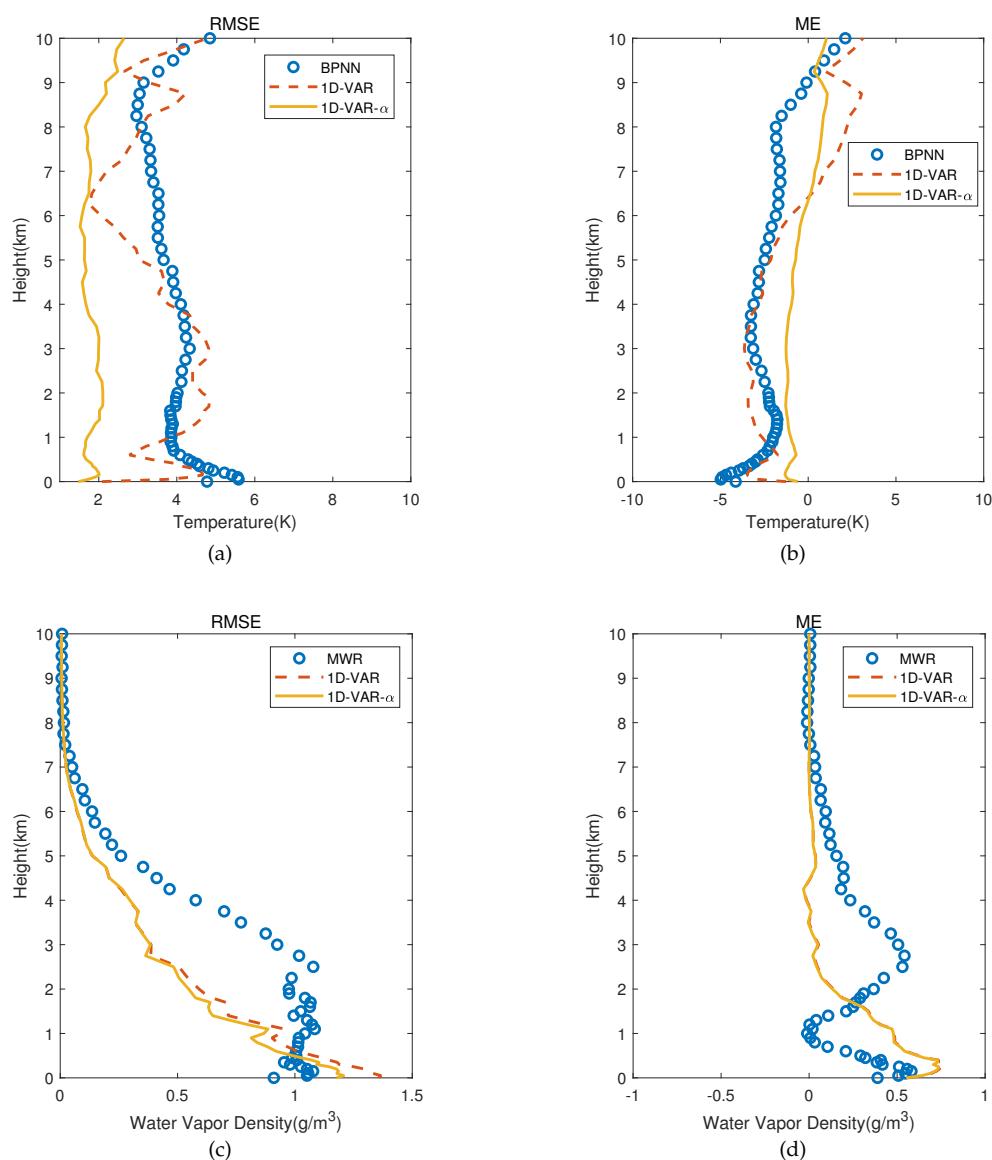 RMSE
10
9
8
7
6
5
4
3
2
1
0
Height(km)
BPNN
1D-VAR
1D-VAR-α
2 4 6 8 10
Temperature(K)
(a)
ME
10
9
8
7
6
5
4
3
2
1
0
Height(km)
BPNN
1D-VAR
1D-VAR-α
-10 -5 0 5 10
Temperature(K)
(b)
RMSE
10
9
8
7
6
5
4
3
2
1
0
Height(km)
MWR
1D-VAR
1D-VAR-α
0 0.5 1 1.5
Water Vapor Density(g/m³)
(c)
ME
10
9
8
7
6
5
4
3
2
1
0
Height(km)
MWR
1D-VAR
1D-VAR-α
-1 -0.5 0 0.5 1
Water Vapor Density(g/m³)
(d)